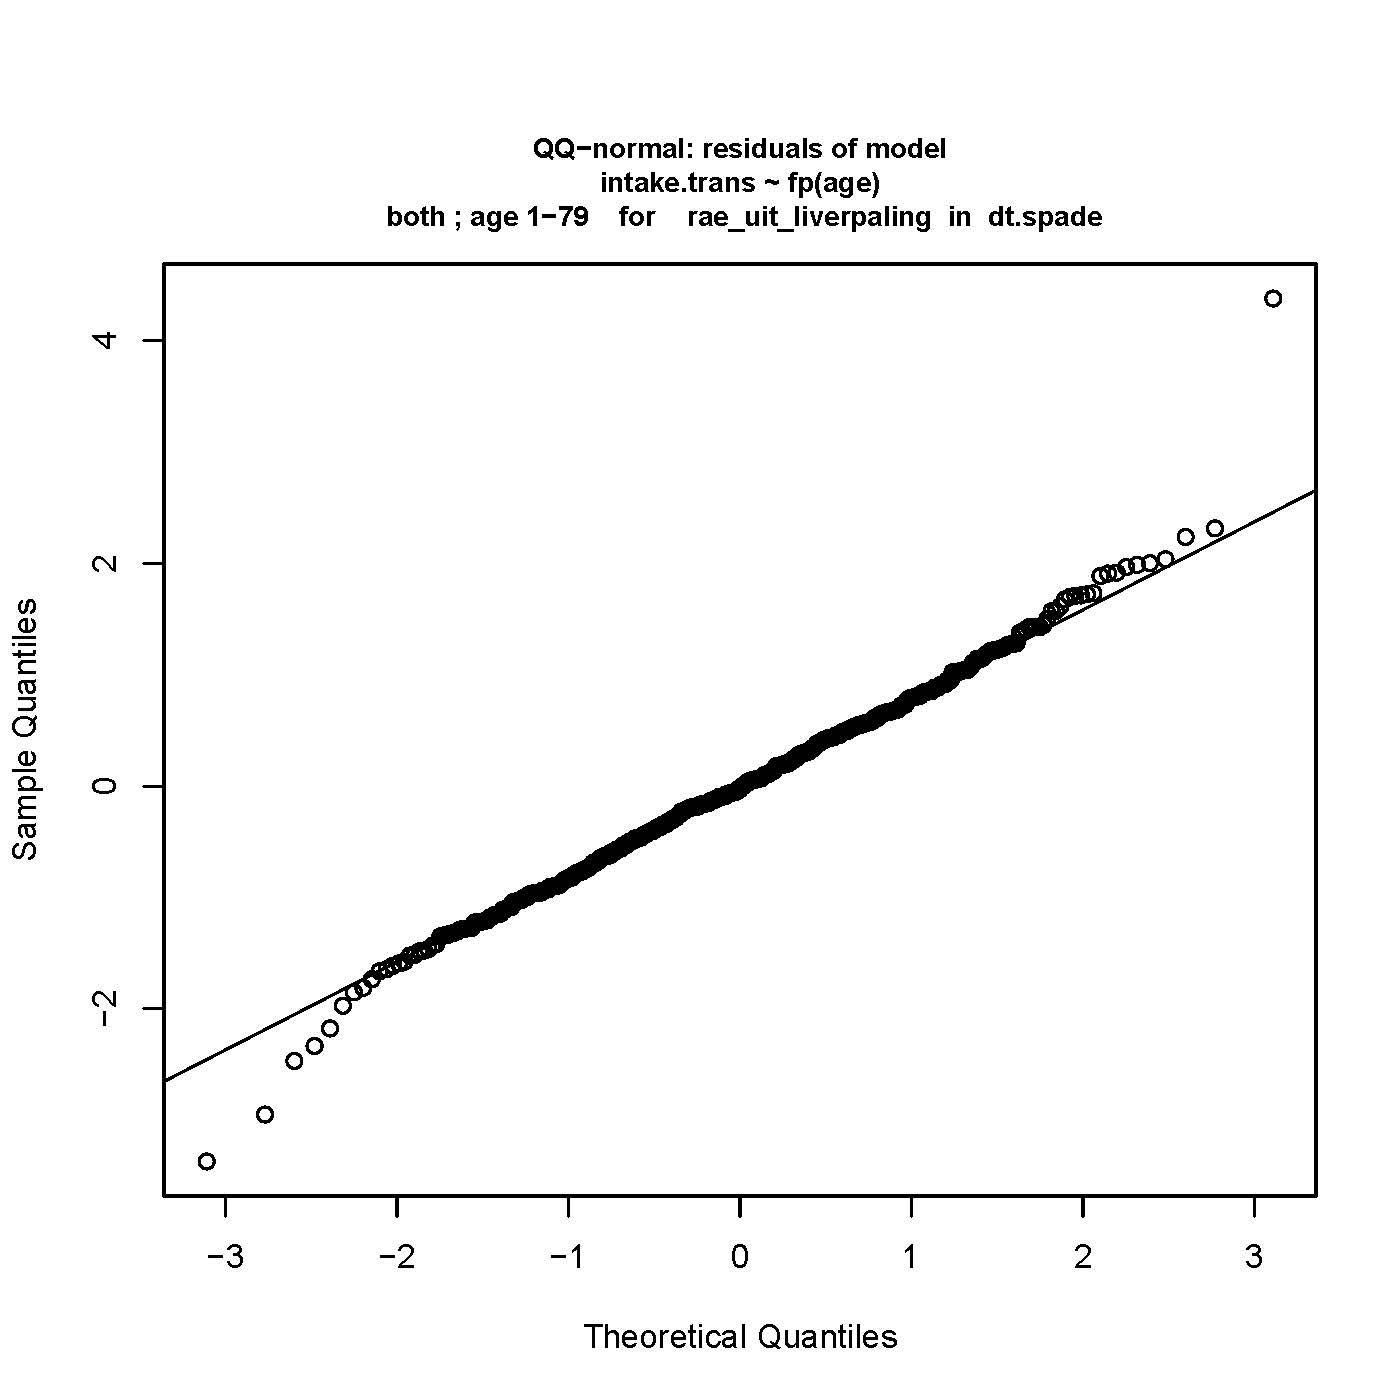 QQ−normal: residuals of model
intake.trans ~ fp(age)
both ; age 1−79 for rae_uit_liverpaling in dt.spade
4
2
0
−2
Sample Quantiles
−3 −2 −1 0 1 2 3
Theoretical Quantiles